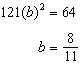 121(b)² = 64
b = 8/11